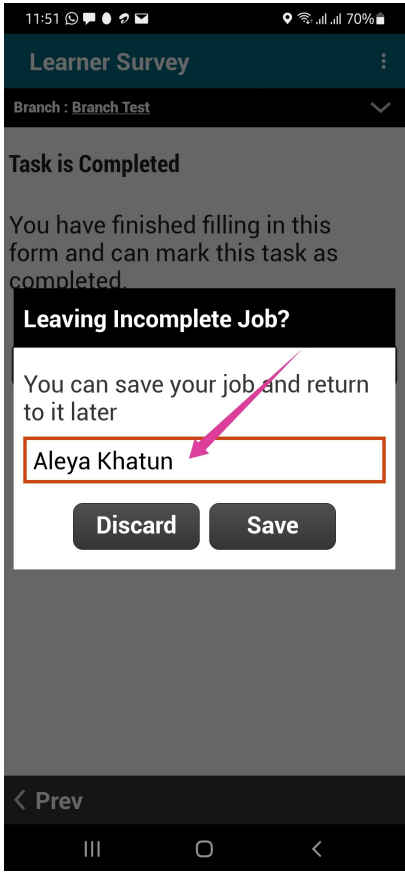 11:51 70%
Learner Survey
Branch : Branch Test
Task is Completed
You have finished filling in this
form and can mark this task as
completed.
Leaving Incomplete Job?
You can save your job and return
to it later
Aleya Khatun
Discard Save
Prev